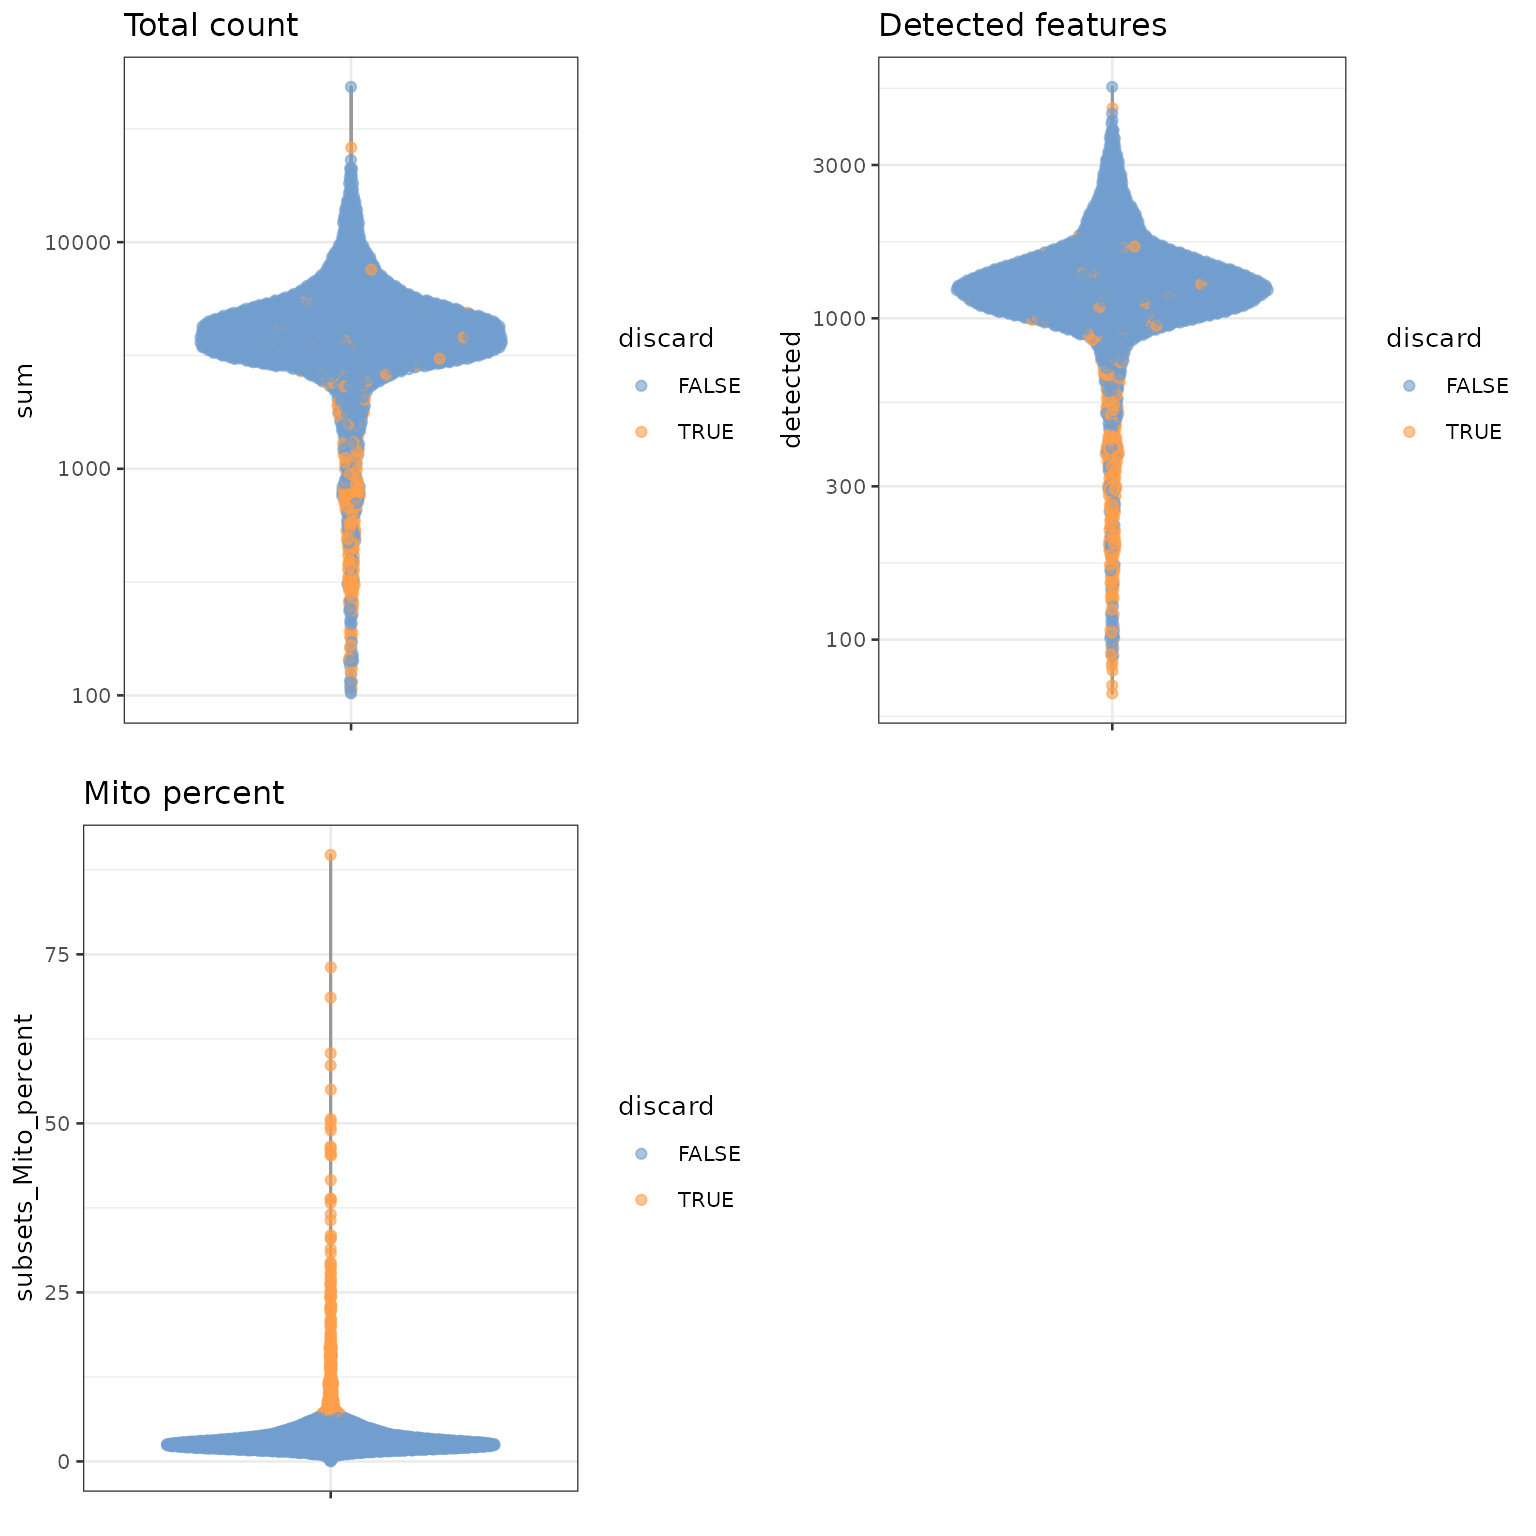 Total count
sum
10000
1000
100
discard
FALSE
TRUE
Detected features
detected
3000
1000
300
100
discard
FALSE
TRUE
Mito percent
subsets_Mito_percent
75
50
25
0
discard
FALSE
TRUE